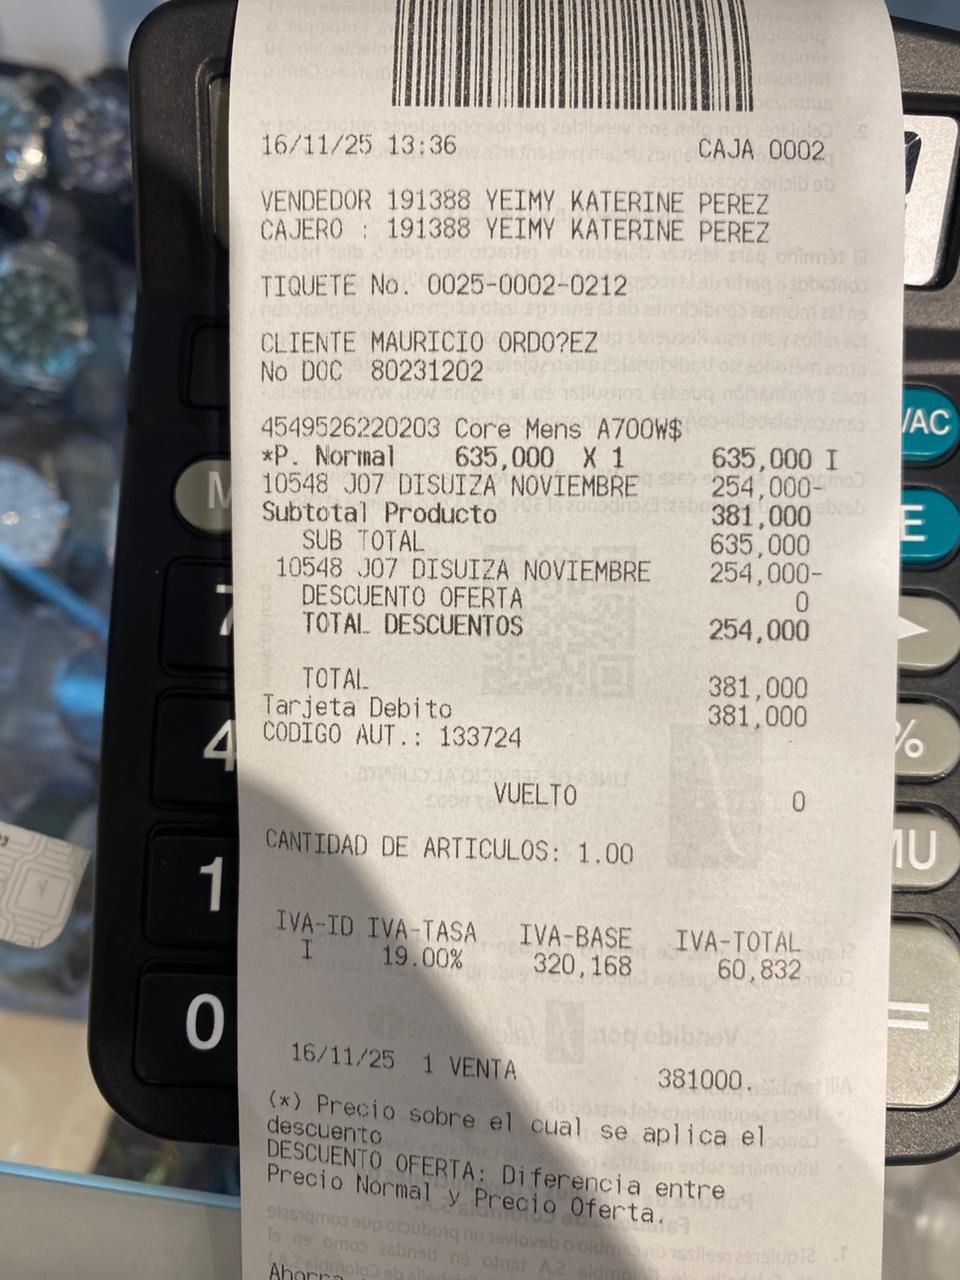 16/11/25 13:36 CAJA 0002
VENDEDOR 191388 YEIMY KATERINE PEREZ
CAJERO : 191388 YEIMY KATERINE PEREZ
TIQUETE No. 0025-0002-0212
CLIENTE MAURICIO ORDO?EZ
No DOC 80231202
4549526220203 Core Mens A700W$
*P. Normal 635,000 X 1 635,000 I
10548 J07 DISUIZA NOVIEMBRE 254,000-
Subtotal Producto 381,000
SUB TOTAL 635,000
10548 J07 DISUIZA NOVIEMBRE 254,000-
DESCUENTO OFERTA 0
TOTAL DESCUENTOS 254,000
TOTAL 381,000
Tarjeta Debito 381,000
CODIGO AUT.: 133724
VUELTO 0
CANTIDAD DE ARTICULOS: 1.00
IVA-ID IVA-TASA IVA-BASE IVA-TOTAL
I 19.00% 320,168 60,832
16/11/25 1 VENTA 381000.
(*) Precio sobre el cual se aplica el
descuento
DESCUENTO OFERTA: Diferencia entre
Precio Normal y Precio Oferta.
M
7
4
1
0
/AC
E
%
MU
=